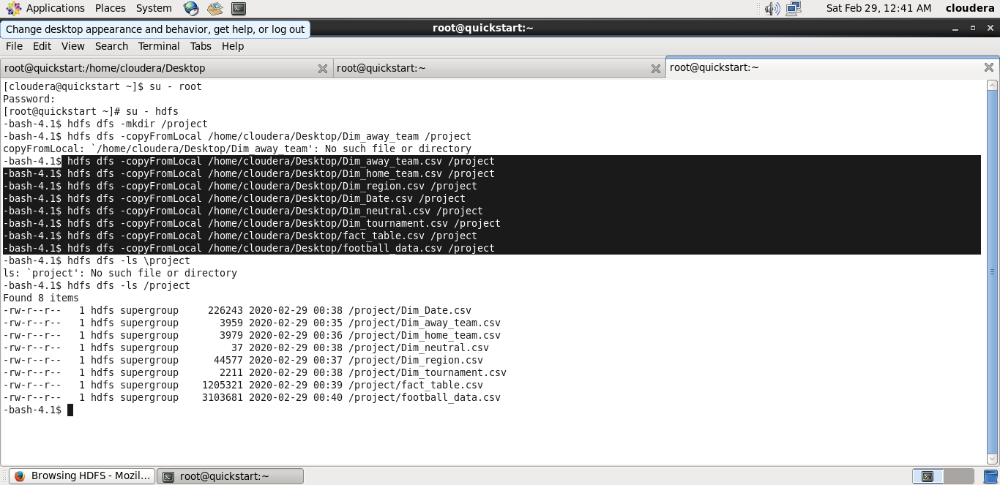 Applications Places System Sat Feb 29, 12:41 AM cloudera
Change desktop appearance and behavior, get help, or log out
root@quickstart:~
File Edit View Search Terminal Tabs Help
root@quickstart:/home/cloudera/Desktop root@quickstart:~ root@quickstart:~
[cloudera@quickstart ~]$ su - root
Password:
[root@quickstart ~]# su - hdfs
-bash-4.1$ hdfs dfs -mkdir /project
-bash-4.1$ hdfs dfs -copyFromLocal /home/cloudera/Desktop/Dim_away_team /project
copyFromLocal: `/home/cloudera/Desktop/Dim_away_team': No such file or directory
-bash-4.1$ hdfs dfs -copyFromLocal /home/cloudera/Desktop/Dim_away_team.csv /project
-bash-4.1$ hdfs dfs -copyFromLocal /home/cloudera/Desktop/Dim_home_team.csv /project
-bash-4.1$ hdfs dfs -copyFromLocal /home/cloudera/Desktop/Dim_region.csv /project
-bash-4.1$ hdfs dfs -copyFromLocal /home/cloudera/Desktop/Dim_Date.csv /project
-bash-4.1$ hdfs dfs -copyFromLocal /home/cloudera/Desktop/Dim_neutral.csv /project
-bash-4.1$ hdfs dfs -copyFromLocal /home/cloudera/Desktop/Dim_tournament.csv /project
-bash-4.1$ hdfs dfs -copyFromLocal /home/cloudera/Desktop/fact_table.csv /project
-bash-4.1$ hdfs dfs -copyFromLocal /home/cloudera/Desktop/football_data.csv /project
-bash-4.1$ hdfs dfs -ls \project
ls: `project': No such file or directory
-bash-4.1$ hdfs dfs -ls /project
Found 8 items
-rw-r--r-- 1 hdfs supergroup 226243 2020-02-29 00:38 /project/Dim_Date.csv
-rw-r--r-- 1 hdfs supergroup 3959 2020-02-29 00:35 /project/Dim_away_team.csv
-rw-r--r-- 1 hdfs supergroup 3979 2020-02-29 00:36 /project/Dim_home_team.csv
-rw-r--r-- 1 hdfs supergroup 37 2020-02-29 00:38 /project/Dim_neutral.csv
-rw-r--r-- 1 hdfs supergroup 44577 2020-02-29 00:37 /project/Dim_region.csv
-rw-r--r-- 1 hdfs supergroup 2211 2020-02-29 00:38 /project/Dim_tournament.csv
-rw-r--r-- 1 hdfs supergroup 1205321 2020-02-29 00:39 /project/fact_table.csv
-rw-r--r-- 1 hdfs supergroup 3103681 2020-02-29 00:40 /project/football_data.csv
-bash-4.1$
Browsing HDFS - Mozil... root@quickstart:~